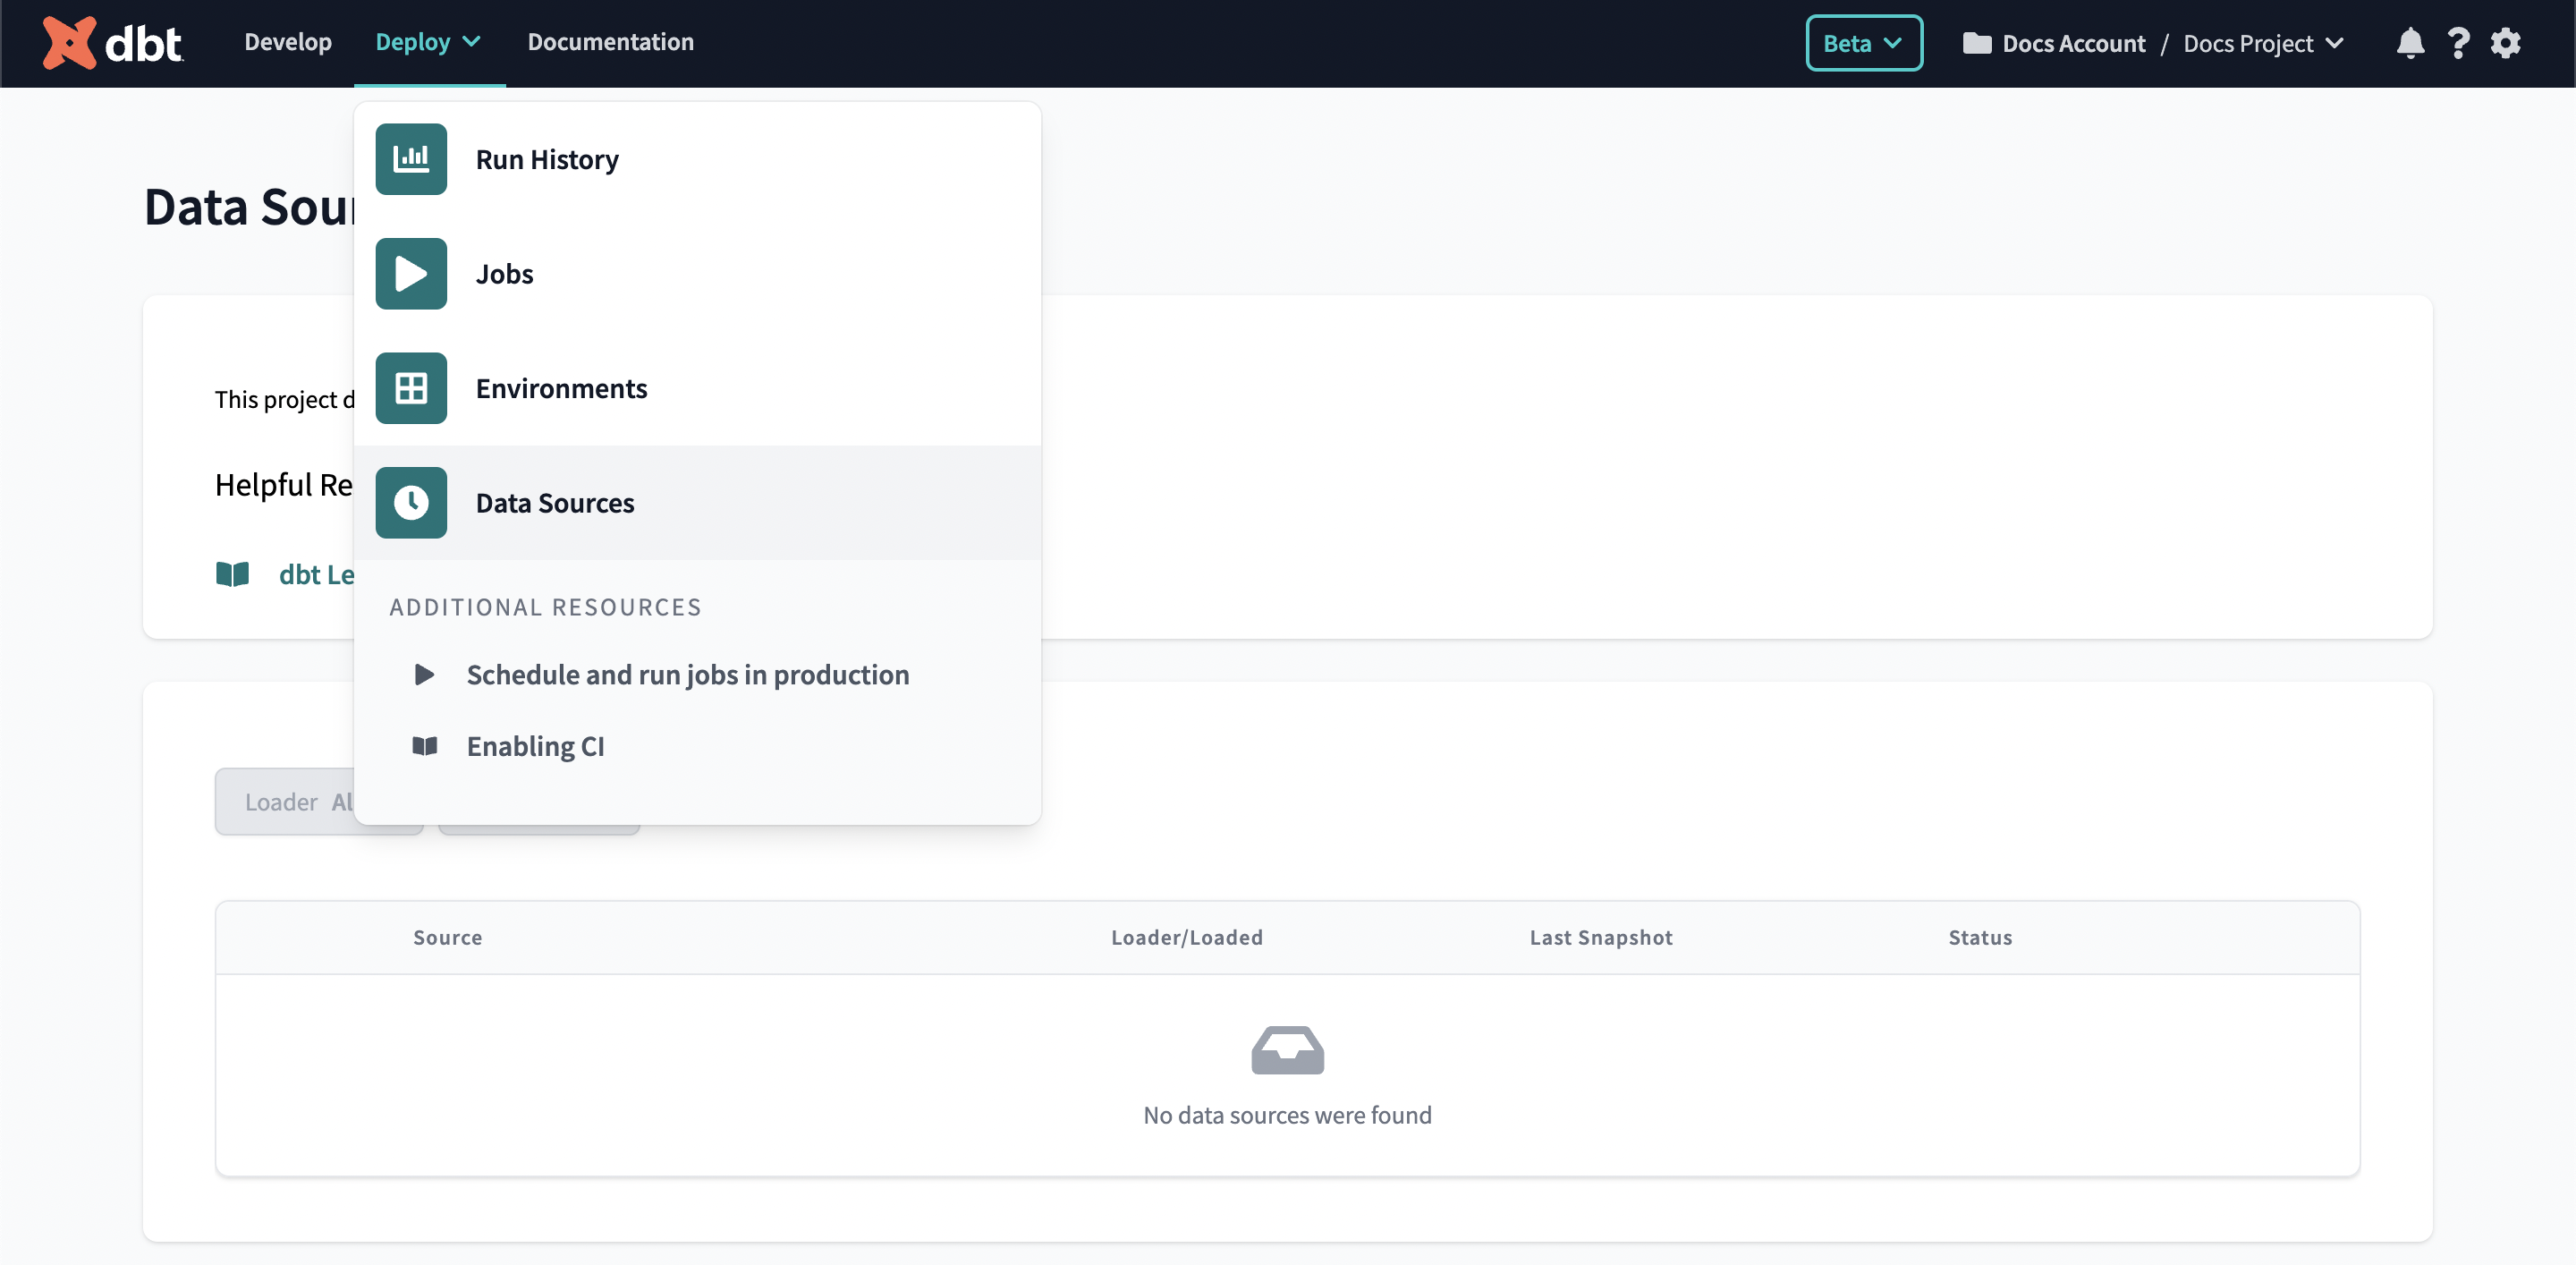 dbt Develop Deploy Documentation Beta Docs Account / Docs Project
Run History
Data Sour
Jobs
Environments
This project d
Helpful Re
Data Sources
dbt Le
ADDITIONAL RESOURCES
Schedule and run jobs in production
Enabling CI
Loader Al
Source Loader/Loaded Last Snapshot Status
No data sources were found